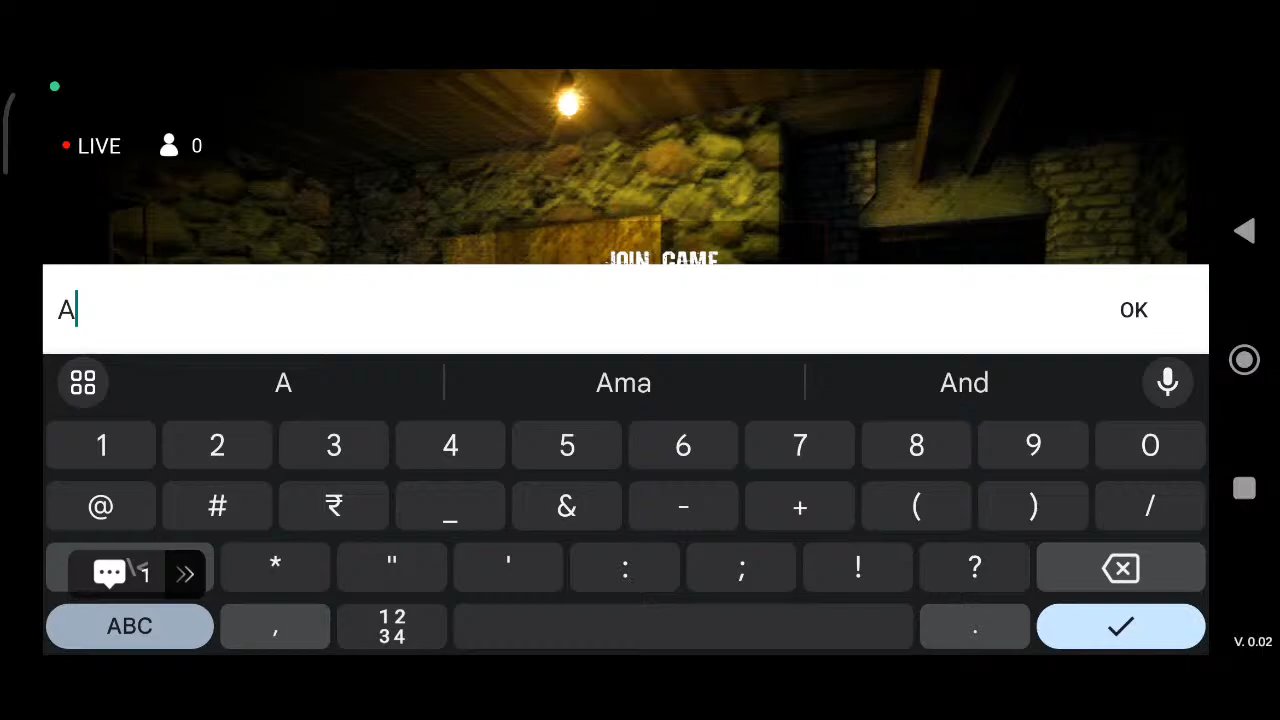 LIVE 0
JOIN GAME
A OK
A Ama And
1 2 3 4 5 6 7 8 9 0
@ # ₹ _ & - + ( ) /
1 * " ' : ; ! ?
ABC , 12 .
34
V. 0.02